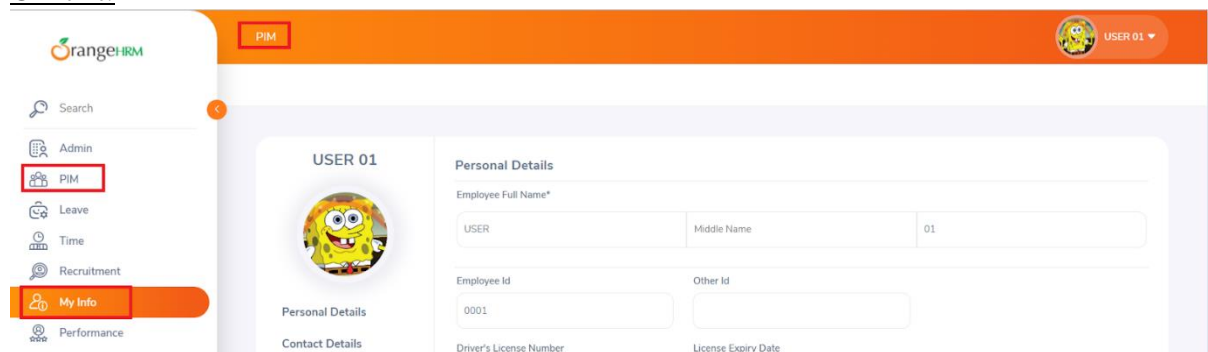 OrangeHRM
PIM
USER 01
Search
Admin
PIM
Leave
Time
Recruitment
My Info
Performance
USER 01
Personal Details
Contact Details
Personal Details
Employee Full Name*
USER
Middle Name
01
Employee Id
Other Id
0001
Driver's License Number
License Expiry Date